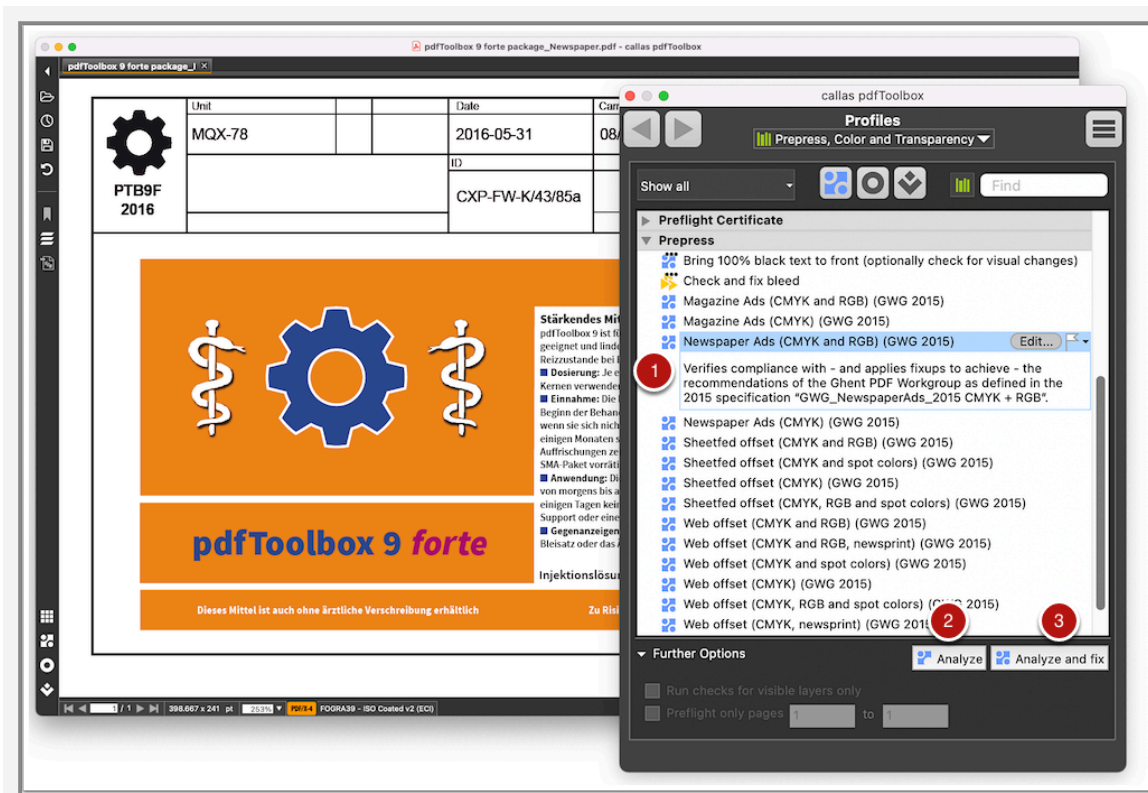 pdfToolbox 9 forte package_Newspaper.pdf - callas pdfToolbox
pdfToolbox 9 forte package_l ×
Unit
Date
MQX-78
2016-05-31
08/
ID
CXP-FW-K/43/85a
PTB9F
2016
Stärkendes Mit
pdfToolbox 9 ist fü
geeignet und linde
Reizzustande bei
Dosierung: Je e
Kernen verwende
Einnahme: Die
Beginn der Behan
wenn sie sich nich
einigen Monaten s
Auffrischungen ze
SMA-Paket vorräti
Anwendung: Di
von morgens bis a
einigen Tagen kei
Support oder eine
Gegenanzeigen
Bleisatz oder das
Injektionslösu
pdfToolbox 9 forte
Dieses Mittel ist auch ohne ärztliche Verschreibung erhältlich
Zu Risi
1 / 1
398.667 x 241 pt
253%
PDF/X-4
FOGRA39 - ISO Coated v2 (ECI)
callas pdfToolbox
Profiles
Prepress, Color and Transparency
Show all
Find
Preflight Certificate
Prepress
Bring 100% black text to front (optionally check for visual changes)
Check and fix bleed
Magazine Ads (CMYK and RGB) (GWG 2015)
Magazine Ads (CMYK) (GWG 2015)
Newspaper Ads (CMYK and RGB) (GWG 2015)
Edit...
1
Verifies compliance with - and applies fixups to achieve - the
recommendations of the Ghent PDF Workgroup as defined in the
2015 specification “GWG_NewspaperAds_2015 CMYK + RGB”.
Newspaper Ads (CMYK) (GWG 2015)
Sheetfed offset (CMYK and RGB) (GWG 2015)
Sheetfed offset (CMYK and spot colors) (GWG 2015)
Sheetfed offset (CMYK) (GWG 2015)
Sheetfed offset (CMYK, RGB and spot colors) (GWG 2015)
Web offset (CMYK and RGB) (GWG 2015)
Web offset (CMYK and RGB, newsprint) (GWG 2015)
Web offset (CMYK and spot colors) (GWG 2015)
Web offset (CMYK) (GWG 2015)
Web offset (CMYK, RGB and spot colors) (GWG 2015)
Web offset (CMYK, newsprint) (GWG 2015
2
3
Further Options
Analyze
Analyze and fix
Run checks for visible layers only
Preflight only pages 1 to 1